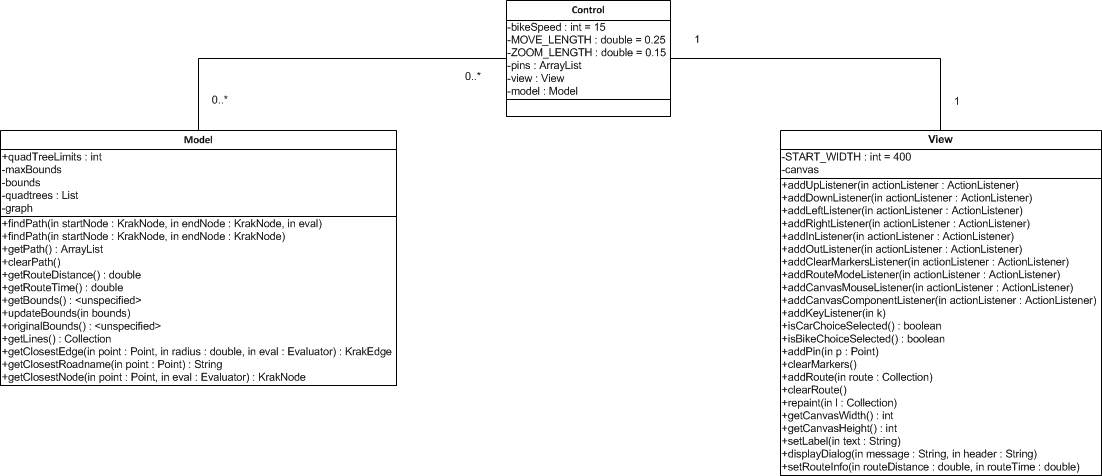 Control
-bikeSpeed : int = 15
-MOVE_LENGTH : double = 0.25
-ZOOM_LENGTH : double = 0.15
-pins : ArrayList
-view : View
-model : Model
1
0..*
0..*
1
Model
+quadTreeLimits : int
-maxBounds
-bounds
-quadtrees : List
-graph
+findPath(in startNode : KrakNode, in endNode : KrakNode, in eval)
+findPath(in startNode : KrakNode, in endNode : KrakNode)
+getPath() : ArrayList
+clearPath()
+getRouteDistance() : double
+getRouteTime() : double
+getBounds() : <unspecified>
+updateBounds(in bounds)
+originalBounds() : <unspecified>
+getLines() : Collection
+getClosestEdge(in point : Point, in radius : double, in eval : Evaluator) : KrakEdge
+getClosestRoadname(in point : Point) : String
+getClosestNode(in point : Point, in eval : Evaluator) : KrakNode
View
-START_WIDTH : int = 400
-canvas
+addUpListener(in actionListener : ActionListener)
+addDownListener(in actionListener : ActionListener)
+addLeftListener(in actionListener : ActionListener)
+addRightListener(in actionListener : ActionListener)
+addInListener(in actionListener : ActionListener)
+addOutListener(in actionListener : ActionListener)
+addClearMarkersListener(in actionListener : ActionListener)
+addRouteModeListener(in actionListener : ActionListener)
+addCanvasMouseListener(in actionListener : ActionListener)
+addCanvasComponentListener(in actionListener : ActionListener)
+addKeyListener(in k)
+isCarChoiceSelected() : boolean
+isBikeChoiceSelected() : boolean
+addPin(in p : Point)
+clearMarkers()
+addRoute(in route : Collection)
+clearRoute()
+repaint(in l : Collection)
+getCanvasWidth() : int
+getCanvasHeight() : int
+setLabel(in text : String)
+displayDialog(in message : String, in header : String)
+setRouteInfo(in routeDistance : double, in routeTime : double)